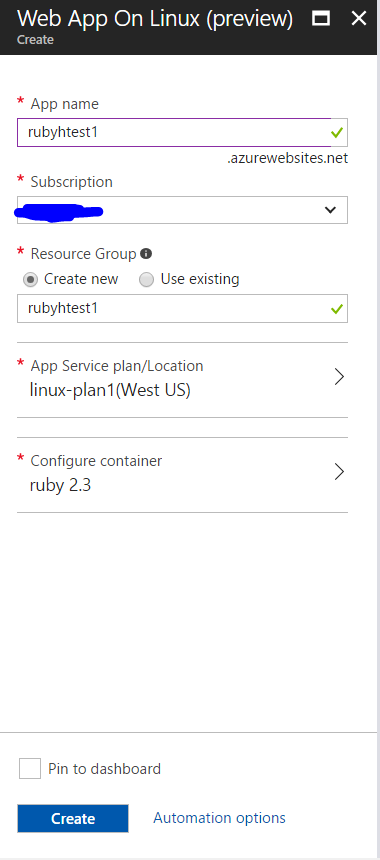 Web App On Linux (preview)
Create
* App name
rubyhtest1
.azurewebsites.net
* Subscription
* Resource Group
Create new Use existing
rubyhtest1
* App Service plan/Location
linux-plan1(West US)
* Configure container
ruby 2.3
Pin to dashboard
Create Automation options